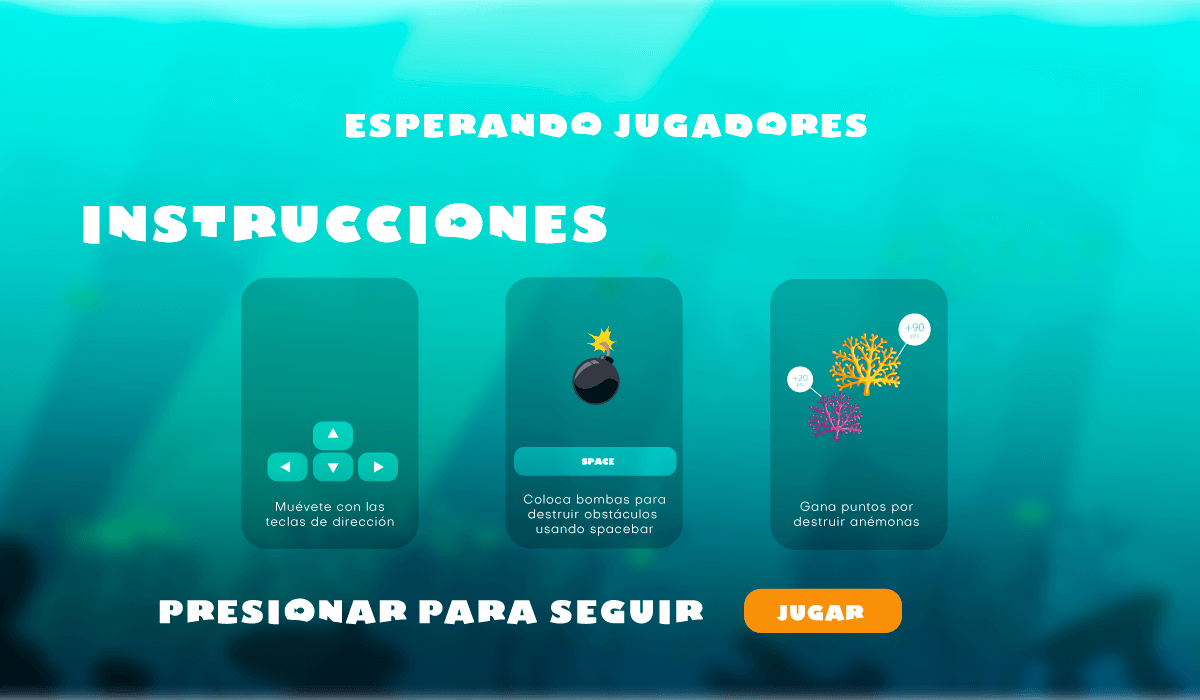 ESPERANDO JUGADORES
INSTRUCCIONES
Muévete con las
teclas de dirección
SPACE
Coloca bombas para
destruir obstáculos
usando spacebar
+90
pts
+20
pts
Gana puntos por
destruir anémonas
PRESIONAR PARA SEGUIR
JUGAR